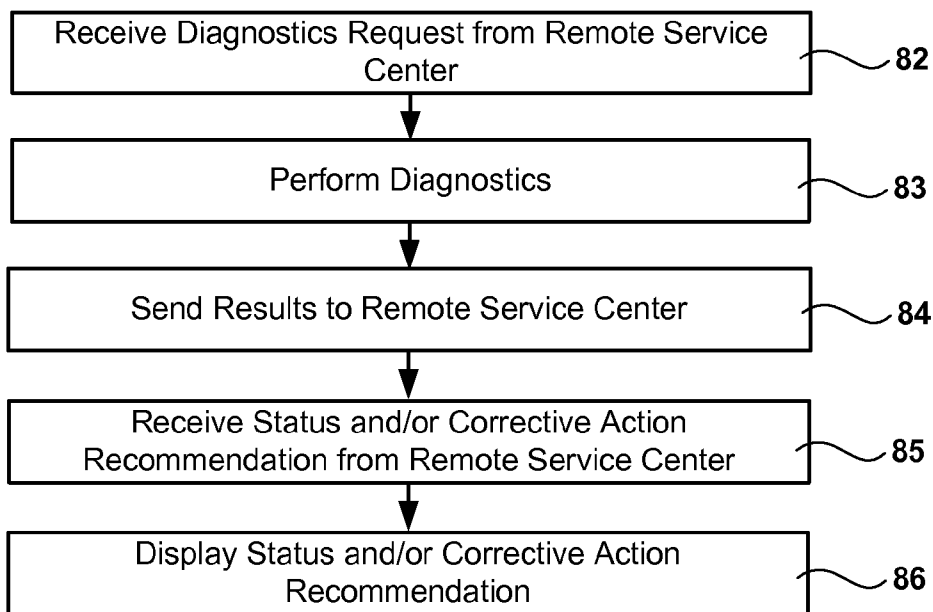 Receive Diagnostics Request from Remote Service
Center
82
Perform Diagnostics
83
Send Results to Remote Service Center
84
Receive Status and/or Corrective Action
Recommendation from Remote Service Center
85
Display Status and/or Corrective Action
Recommendation
86